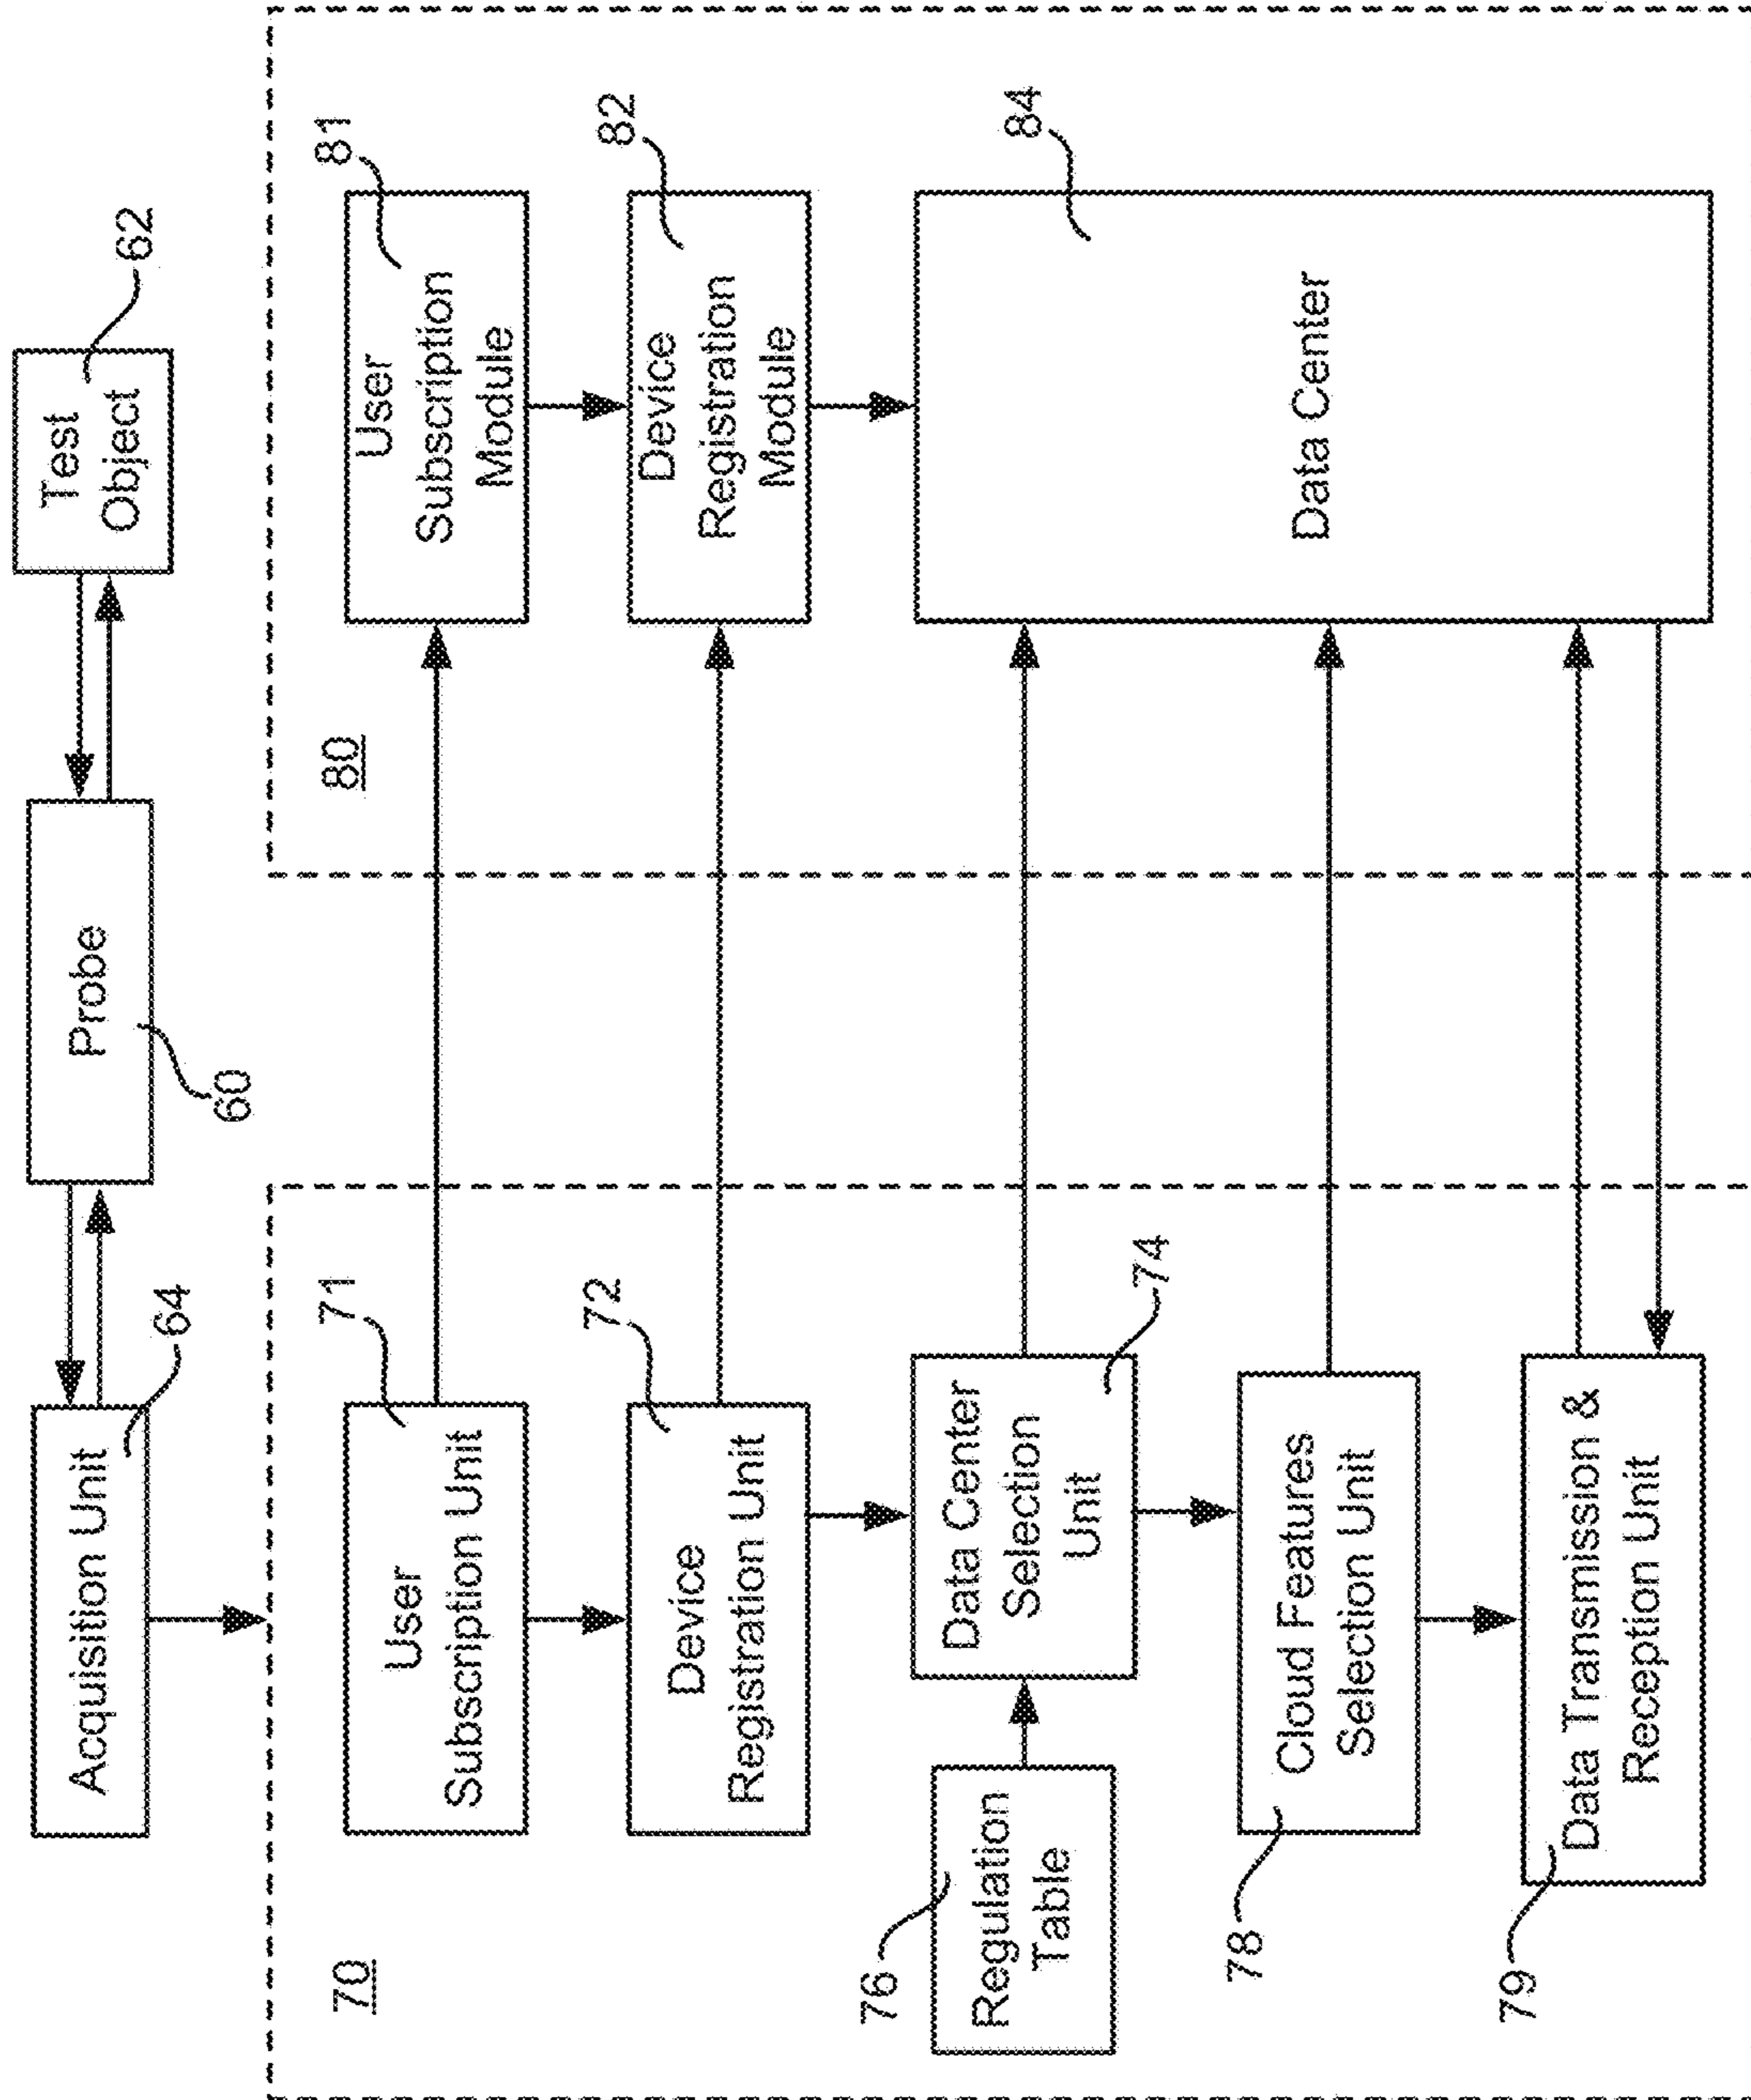 Acquisition Unit
64
Probe
60
Test
Object
62
70
User
Subscription Unit
71
Device
Registration Unit
72
Regulation
Table
76
Data Center
Selection
Unit
74
Cloud Features
Selection Unit
78
Data Transmission &
Reception Unit
79
80
User
Subscription
Module
81
Device
Registration
Module
82
Data Center
84